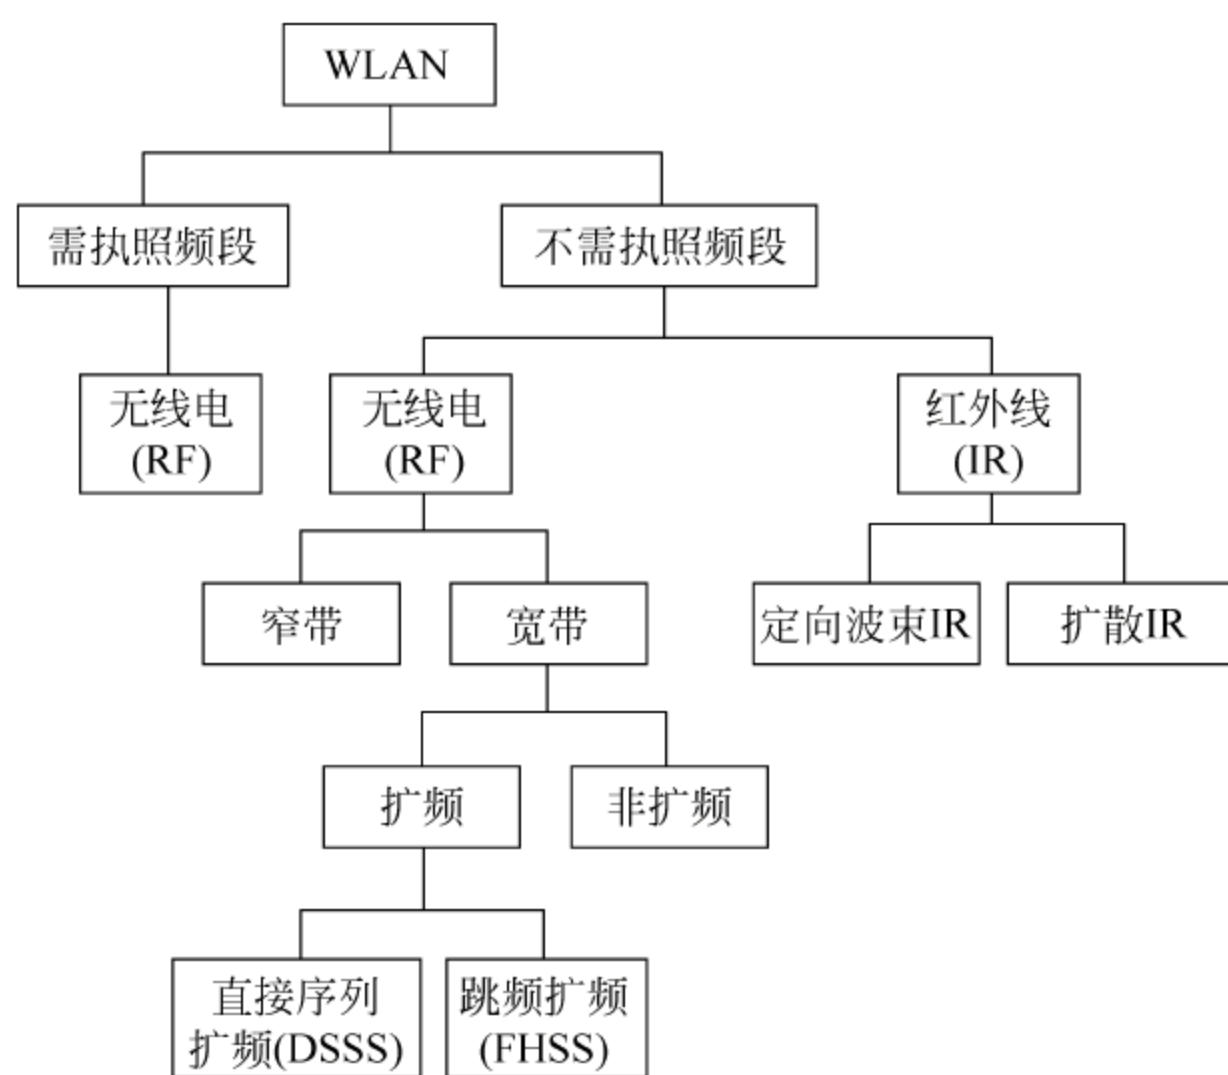 WLAN
需执照频段
不需执照频段
无线电
(RF)
无线电
(RF)
红外线
(IR)
窄带
宽带
定向波束IR
扩散IR
扩频
非扩频
直接序列
扩频(DSSS)
跳频扩频
(FHSS)